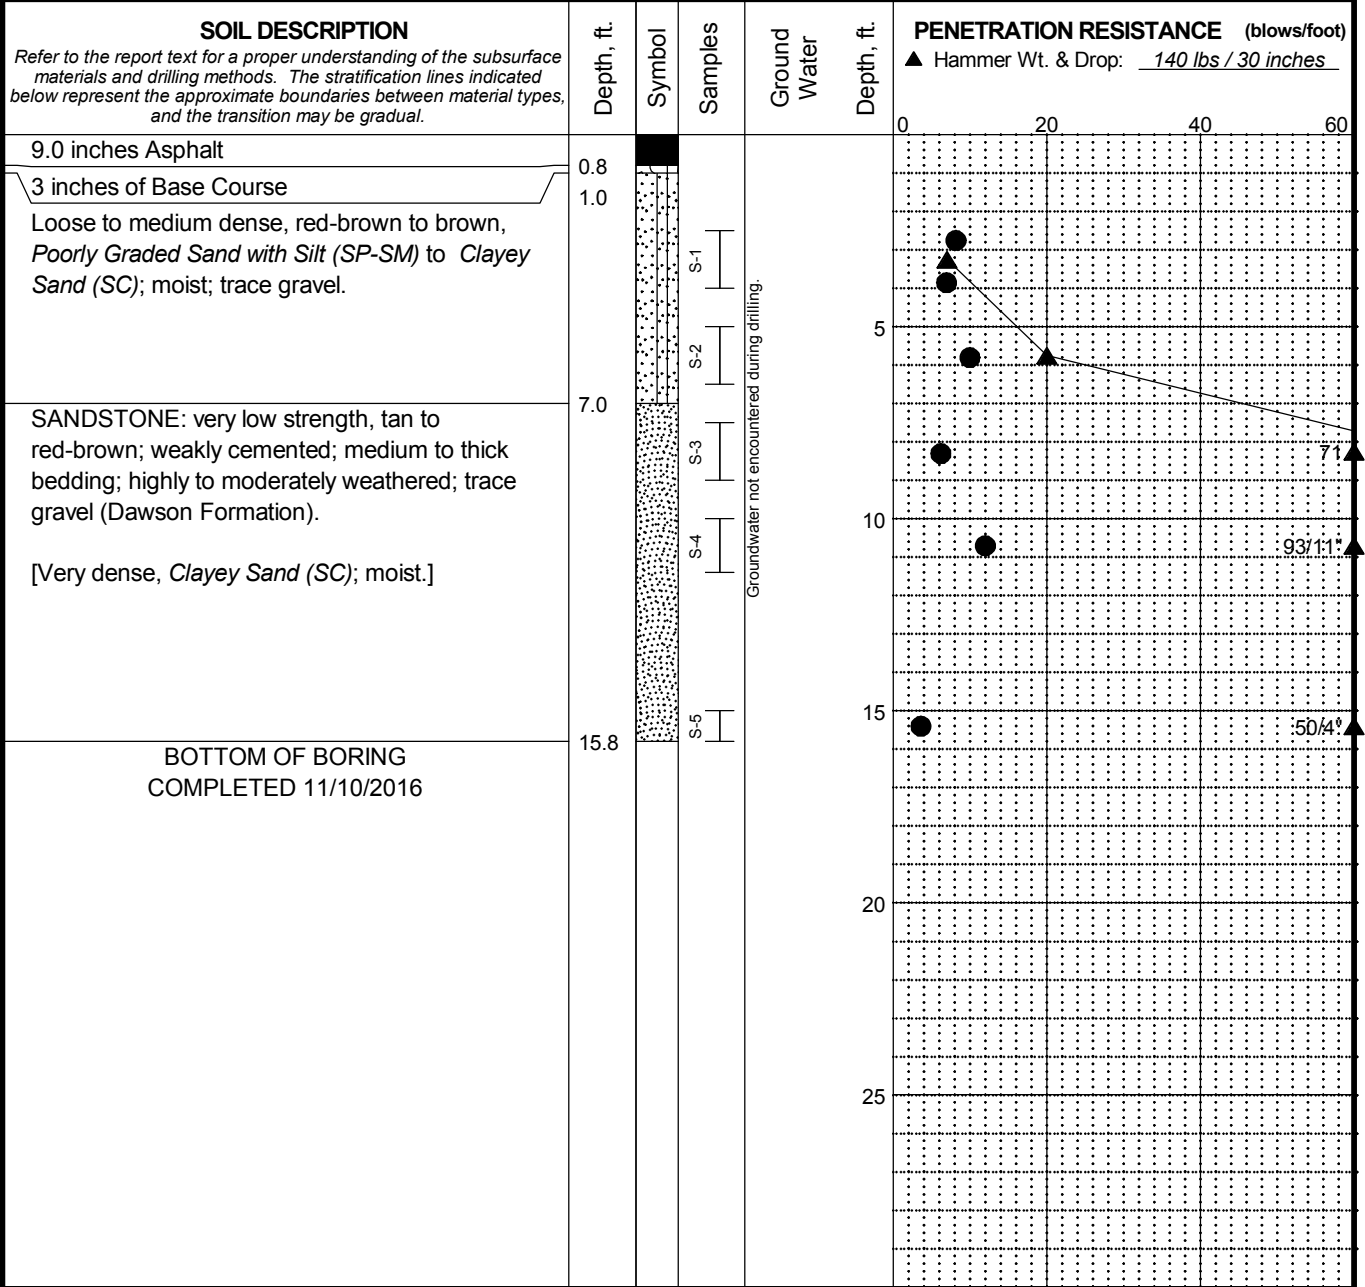 SOIL DESCRIPTION
Refer to the report text for a proper understanding of the subsurface
materials and drilling methods. The stratification lines indicated
below represent the approximate boundaries between material types,
and the transition may be gradual.
Depth, ft.
Symbol
Samples
Ground
Water
Depth, ft.
PENETRATION RESISTANCE (blows/foot)
▲ Hammer Wt. & Drop: 140 lbs / 30 inches
0 20 40 60
9.0 inches Asphalt
0.8
3 inches of Base Course
1.0
Loose to medium dense, red-brown to brown,
Poorly Graded Sand with Silt (SP-SM) to Clayey
Sand (SC); moist; trace gravel.
S-1
S-2
5
7.0
SANDSTONE: very low strength, tan to
red-brown; weakly cemented; medium to thick
bedding; highly to moderately weathered; trace
gravel (Dawson Formation).
[Very dense, Clayey Sand (SC); moist.]
S-3
S-4
S-5
Groundwater not encountered during drilling.
71
10
93/11"
15
50/4"
15.8
BOTTOM OF BORING
COMPLETED 11/10/2016
20
25